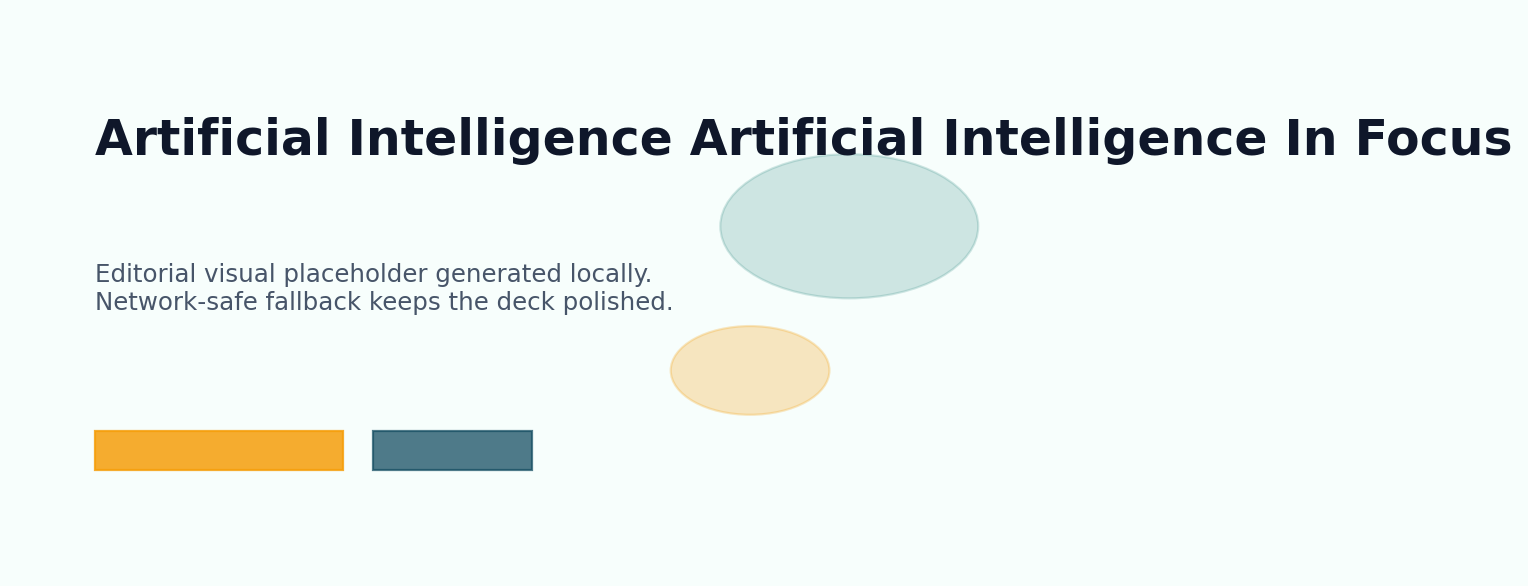 Artificial Intelligence Artificial Intelligence In Focus
Editorial visual placeholder generated locally.
Network-safe fallback keeps the deck polished.